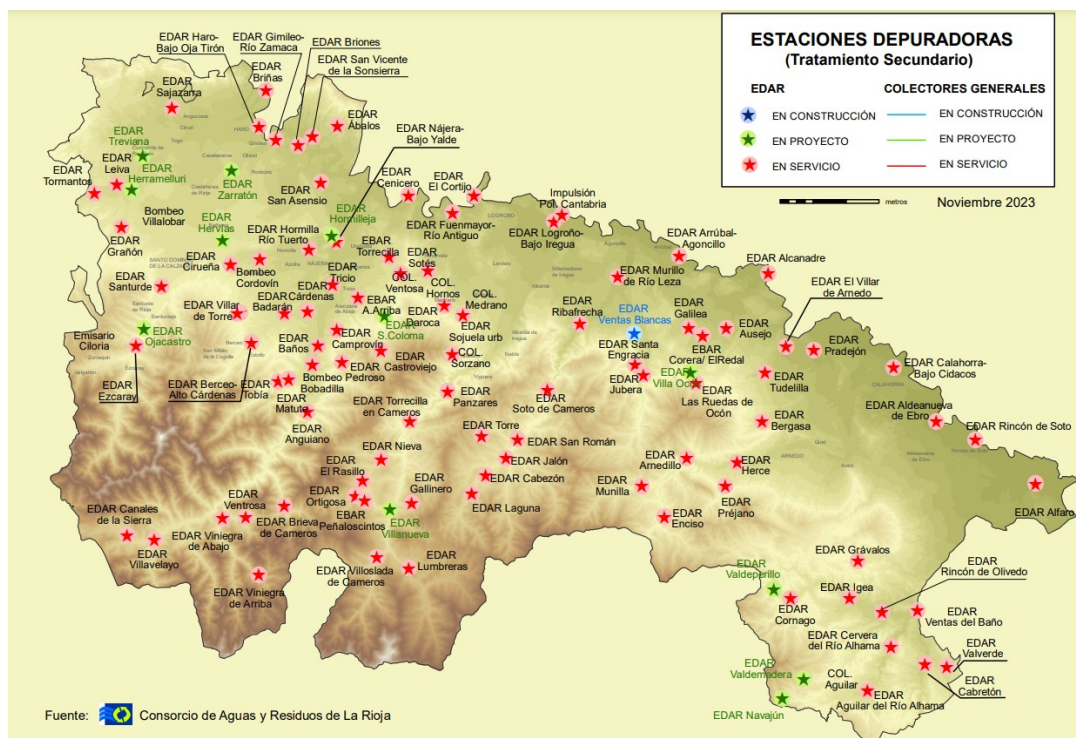 ESTACIONES DEPURADORAS
(Tratamiento Secundario)
EDAR
COLECTORES GENERALES
EN CONSTRUCCIÓN
EN CONSTRUCCIÓN
EN PROYECTO
EN PROYECTO
EN SERVICIO
EN SERVICIO
metros
Noviembre 2023
EDAR Haro-
Bajo Oja Tirón
EDAR Gimileo-
Río Zamaca
EDAR Briones
EDAR San Vicente
de la Sonsierra
EDAR
Briñas
EDAR
Sajazarra
EDAR
Ábalos
EDAR Nájera-
Bajo Yalde
EDAR
Treviana
EDAR
Leiva
EDAR
Herramelluri
EDAR
Tormantos
EDAR
Zarratón
EDAR
San Asensio
EDAR
Cenicero
EDAR
El Cortijo
Impulsión
Pol. Cantabria
EDAR Fuenmayor-
Río Antiguo
EDAR Logroño-
Bajo Iregua
EDAR Arrúbal-
Agoncillo
EDAR Alcanadre
Bombeo
Villalobar
EDAR
Grañón
EDAR
Hervías
EDAR
Hormilleja
EDAR Hormilla
Río Tuerto
EBAR
Torrecilla
EDAR
Sotés
EDAR Murillo de
Río Leza
EDAR El Villar
de Arnedo
EDAR
Cirueña
Bombeo
Cordovín
EDAR
Tricio
COL.
Ventosa
COL.
Hornos
COL.
Medrano
EDAR
Santurde
EDAR
Cárdenas
EDAR
Badarán
EDAR Villar
de Torre
EBAR
A.Arriba
EDAR
Daroca
EDAR
S.Coloma
EDAR
Sojuela urb
EDAR
Ribafrecha
EDAR
Ventas Blancas
EDAR
Galilea
EDAR
Ausejo
EDAR
Ojacastro
Emisario
Ciloria
EDAR
Baños
EDAR
Camprovín
EDAR
Castroviejo
COL.
Sorzano
EDAR Santa
Engracia
EBAR
Corera/ ElRedal
EDAR
Pradejón
EDAR Calahorra-
Bajo Cidacos
EDAR
Ezcaray
EDAR Berceo-
Alto Cárdenas
EDAR
Tobía
Bombeo Pedroso
Bobadilla
EDAR
Jubera
EDAR
Villa Ocón
EDAR
Las Ruedas de
Ocón
EDAR
Tudelilla
EDAR
Matute
EDAR
Anguiano
EDAR Torrecilla
en Cameros
EDAR
Panzares
EDAR
Soto de Cameros
EDAR
Bergasa
EDAR Aldeanueva
de Ebro
EDAR Rincón de Soto
EDAR Torre
EDAR San Román
EDAR Nieva
EDAR Jalón
EDAR
Arnedillo
EDAR
Herce
EDAR
El Rasillo
EDAR Cabezón
EDAR
Munilla
EDAR
Préjano
EDAR Alfaro
EDAR
Ortigosa
EDAR
Gallinero
EDAR Laguna
EBAR
Peñaloscintos
EDAR
Villanueva
EDAR
Enciso
EDAR Canales
de la Sierra
EDAR
Ventrosa
EDAR Viniegra
de Abajo
EDAR Brieva
de Cameros
EDAR
Villavelayo
EDAR Villoslada
de Cameros
EDAR
Lumbreras
EDAR Viniegra
de Arriba
EDAR Grávalos
EDAR
Rincón de Olivedo
EDAR
Valdeperillo
EDAR Igea
EDAR
Cornago
EDAR
Ventas del Baño
EDAR Cervera
del Río Alhama
EDAR
Valverde
EDAR
Valdemadera
EDAR
Cabretón
COL.
Aguilar
EDAR
Aguilar del Río Alhama
EDAR Navajún
Fuente:
Consorcio de Aguas y Residuos de La Rioja